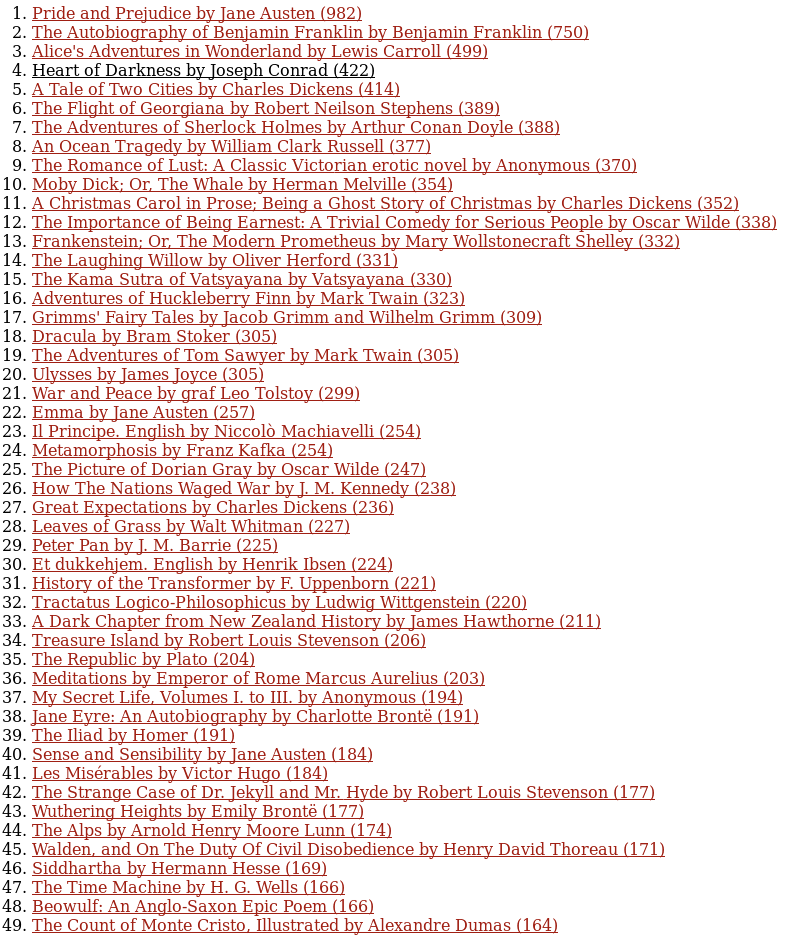 1. Pride and Prejudice by Jane Austen (982)
2. The Autobiography of Benjamin Franklin by Benjamin Franklin (750)
3. Alice's Adventures in Wonderland by Lewis Carroll (499)
4. Heart of Darkness by Joseph Conrad (422)
5. A Tale of Two Cities by Charles Dickens (414)
6. The Flight of Georgiana by Robert Neilson Stephens (389)
7. The Adventures of Sherlock Holmes by Arthur Conan Doyle (388)
8. An Ocean Tragedy by William Clark Russell (377)
9. The Romance of Lust: A Classic Victorian erotic novel by Anonymous (370)
10. Moby Dick; Or, The Whale by Herman Melville (354)
11. A Christmas Carol in Prose; Being a Ghost Story of Christmas by Charles Dickens (352)
12. The Importance of Being Earnest: A Trivial Comedy for Serious People by Oscar Wilde (338)
13. Frankenstein; Or, The Modern Prometheus by Mary Wollstonecraft Shelley (332)
14. The Laughing Willow by Oliver Herford (331)
15. The Kama Sutra of Vatsyayana by Vatsyayana (330)
16. Adventures of Huckleberry Finn by Mark Twain (323)
17. Grimms' Fairy Tales by Jacob Grimm and Wilhelm Grimm (309)
18. Dracula by Bram Stoker (305)
19. The Adventures of Tom Sawyer by Mark Twain (305)
20. Ulysses by James Joyce (305)
21. War and Peace by graf Leo Tolstoy (299)
22. Emma by Jane Austen (257)
23. Il Principe. English by Niccolò Machiavelli (254)
24. Metamorphosis by Franz Kafka (254)
25. The Picture of Dorian Gray by Oscar Wilde (247)
26. How The Nations Waged War by J. M. Kennedy (238)
27. Great Expectations by Charles Dickens (236)
28. Leaves of Grass by Walt Whitman (227)
29. Peter Pan by J. M. Barrie (225)
30. Et dukkehjem. English by Henrik Ibsen (224)
31. History of the Transformer by F. Uppenborn (221)
32. Tractatus Logico-Philosophicus by Ludwig Wittgenstein (220)
33. A Dark Chapter from New Zealand History by James Hawthorne (211)
34. Treasure Island by Robert Louis Stevenson (206)
35. The Republic by Plato (204)
36. Meditations by Emperor of Rome Marcus Aurelius (203)
37. My Secret Life, Volumes I. to III. by Anonymous (194)
38. Jane Eyre: An Autobiography by Charlotte Brontë (191)
39. The Iliad by Homer (191)
40. Sense and Sensibility by Jane Austen (184)
41. Les Misérables by Victor Hugo (184)
42. The Strange Case of Dr. Jekyll and Mr. Hyde by Robert Louis Stevenson (177)
43. Wuthering Heights by Emily Brontë (177)
44. The Alps by Arnold Henry Moore Lunn (174)
45. Walden, and On The Duty Of Civil Disobedience by Henry David Thoreau (171)
46. Siddhartha by Hermann Hesse (169)
47. The Time Machine by H. G. Wells (166)
48. Beowulf: An Anglo-Saxon Epic Poem (166)
49. The Count of Monte Cristo, Illustrated by Alexandre Dumas (164)